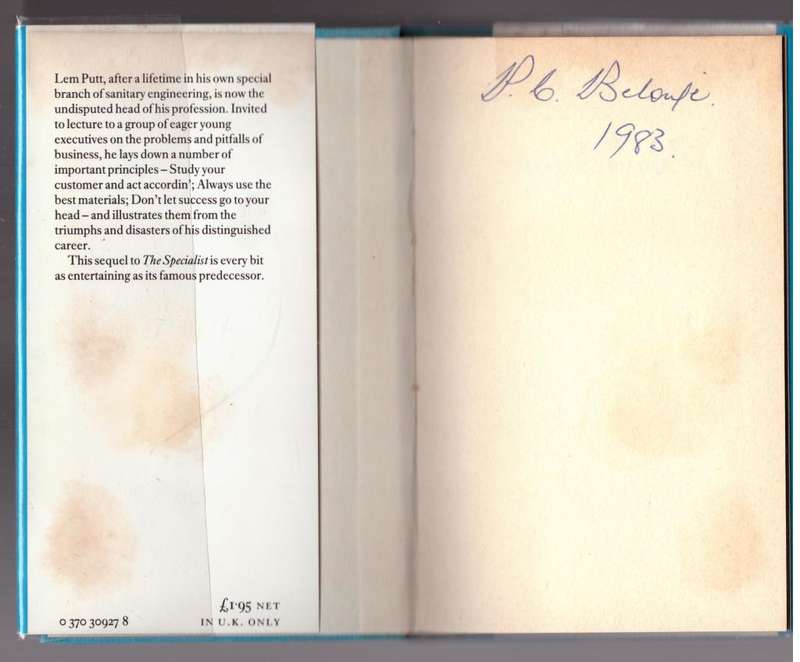 Lem Putt, after a lifetime in his own special
branch of sanitary engineering, is now the
undisputed head of his profession. Invited
to lecture to a group of eager young
executives on the problems and pitfalls of
business, he lays down a number of
important principles – Study your
customer and act accordin'; Always use the
best materials; Don't let success go to your
head – and illustrates them from the
triumphs and disasters of his distinguished
career.
This sequel to The Specialist is every bit
as entertaining as its famous predecessor.
£1·95 NET
0 370 30927 8 IN U.K. ONLY
P. C.
1983.